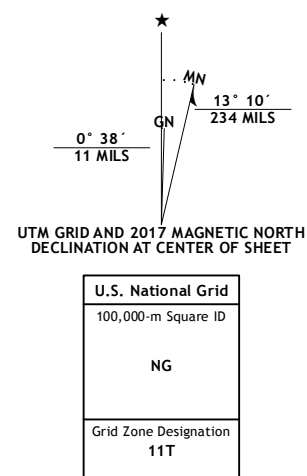 ★
MN
GN
13° 10´
234 MILS
0° 38´
11 MILS
UTM GRID AND 2017 MAGNETIC NORTH
DECLINATION AT CENTER OF SHEET
U.S. National Grid
100,000-m Square ID
NG
Grid Zone Designation
11T